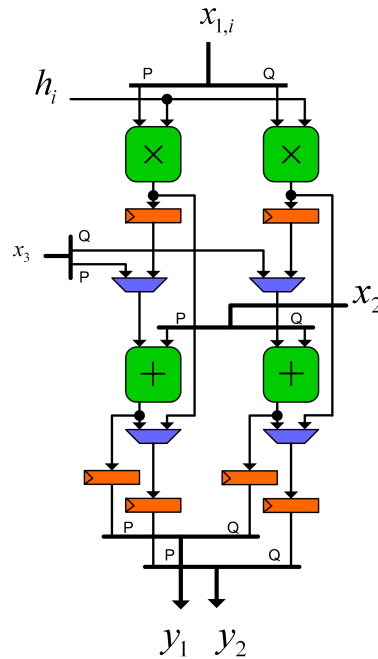 x₁,ᵢ
P Q
hᵢ
×
×
Q
x₃
P
x₂
P Q
+
+
P Q
P Q
y₁ y₂